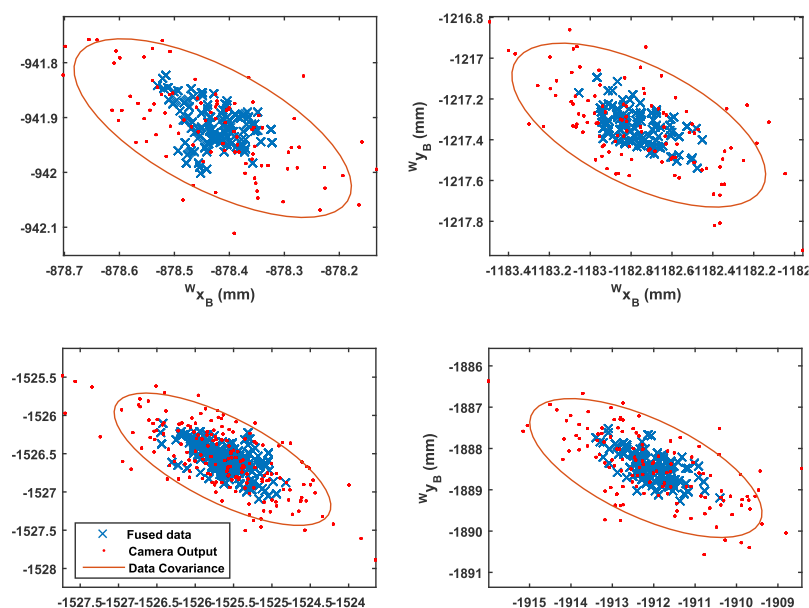 -941.8
-941.9
-942
-942.1
-878.7 -878.6 -878.5 -878.4 -878.3 -878.2
w x B (mm)
-1216.8
-1217
-1217.2
-1217.4
-1217.6
-1217.8
w y B (mm)
-1183.4 -1183.2 -1183 -1182.8 -1182.6 -1182.4 -1182.2 -1182
w x B (mm)
-1525.5
-1526
-1526.5
-1527
-1527.5
-1528
Fused data
Camera Output
Data Covariance
-1527.5 -1527 -1526.5 -1526 -1525.5 -1525 -1524.5 -1524
-1886
-1887
-1888
-1889
-1890
-1891
w y B (mm)
-1915 -1914 -1913 -1912 -1911 -1910 -1909